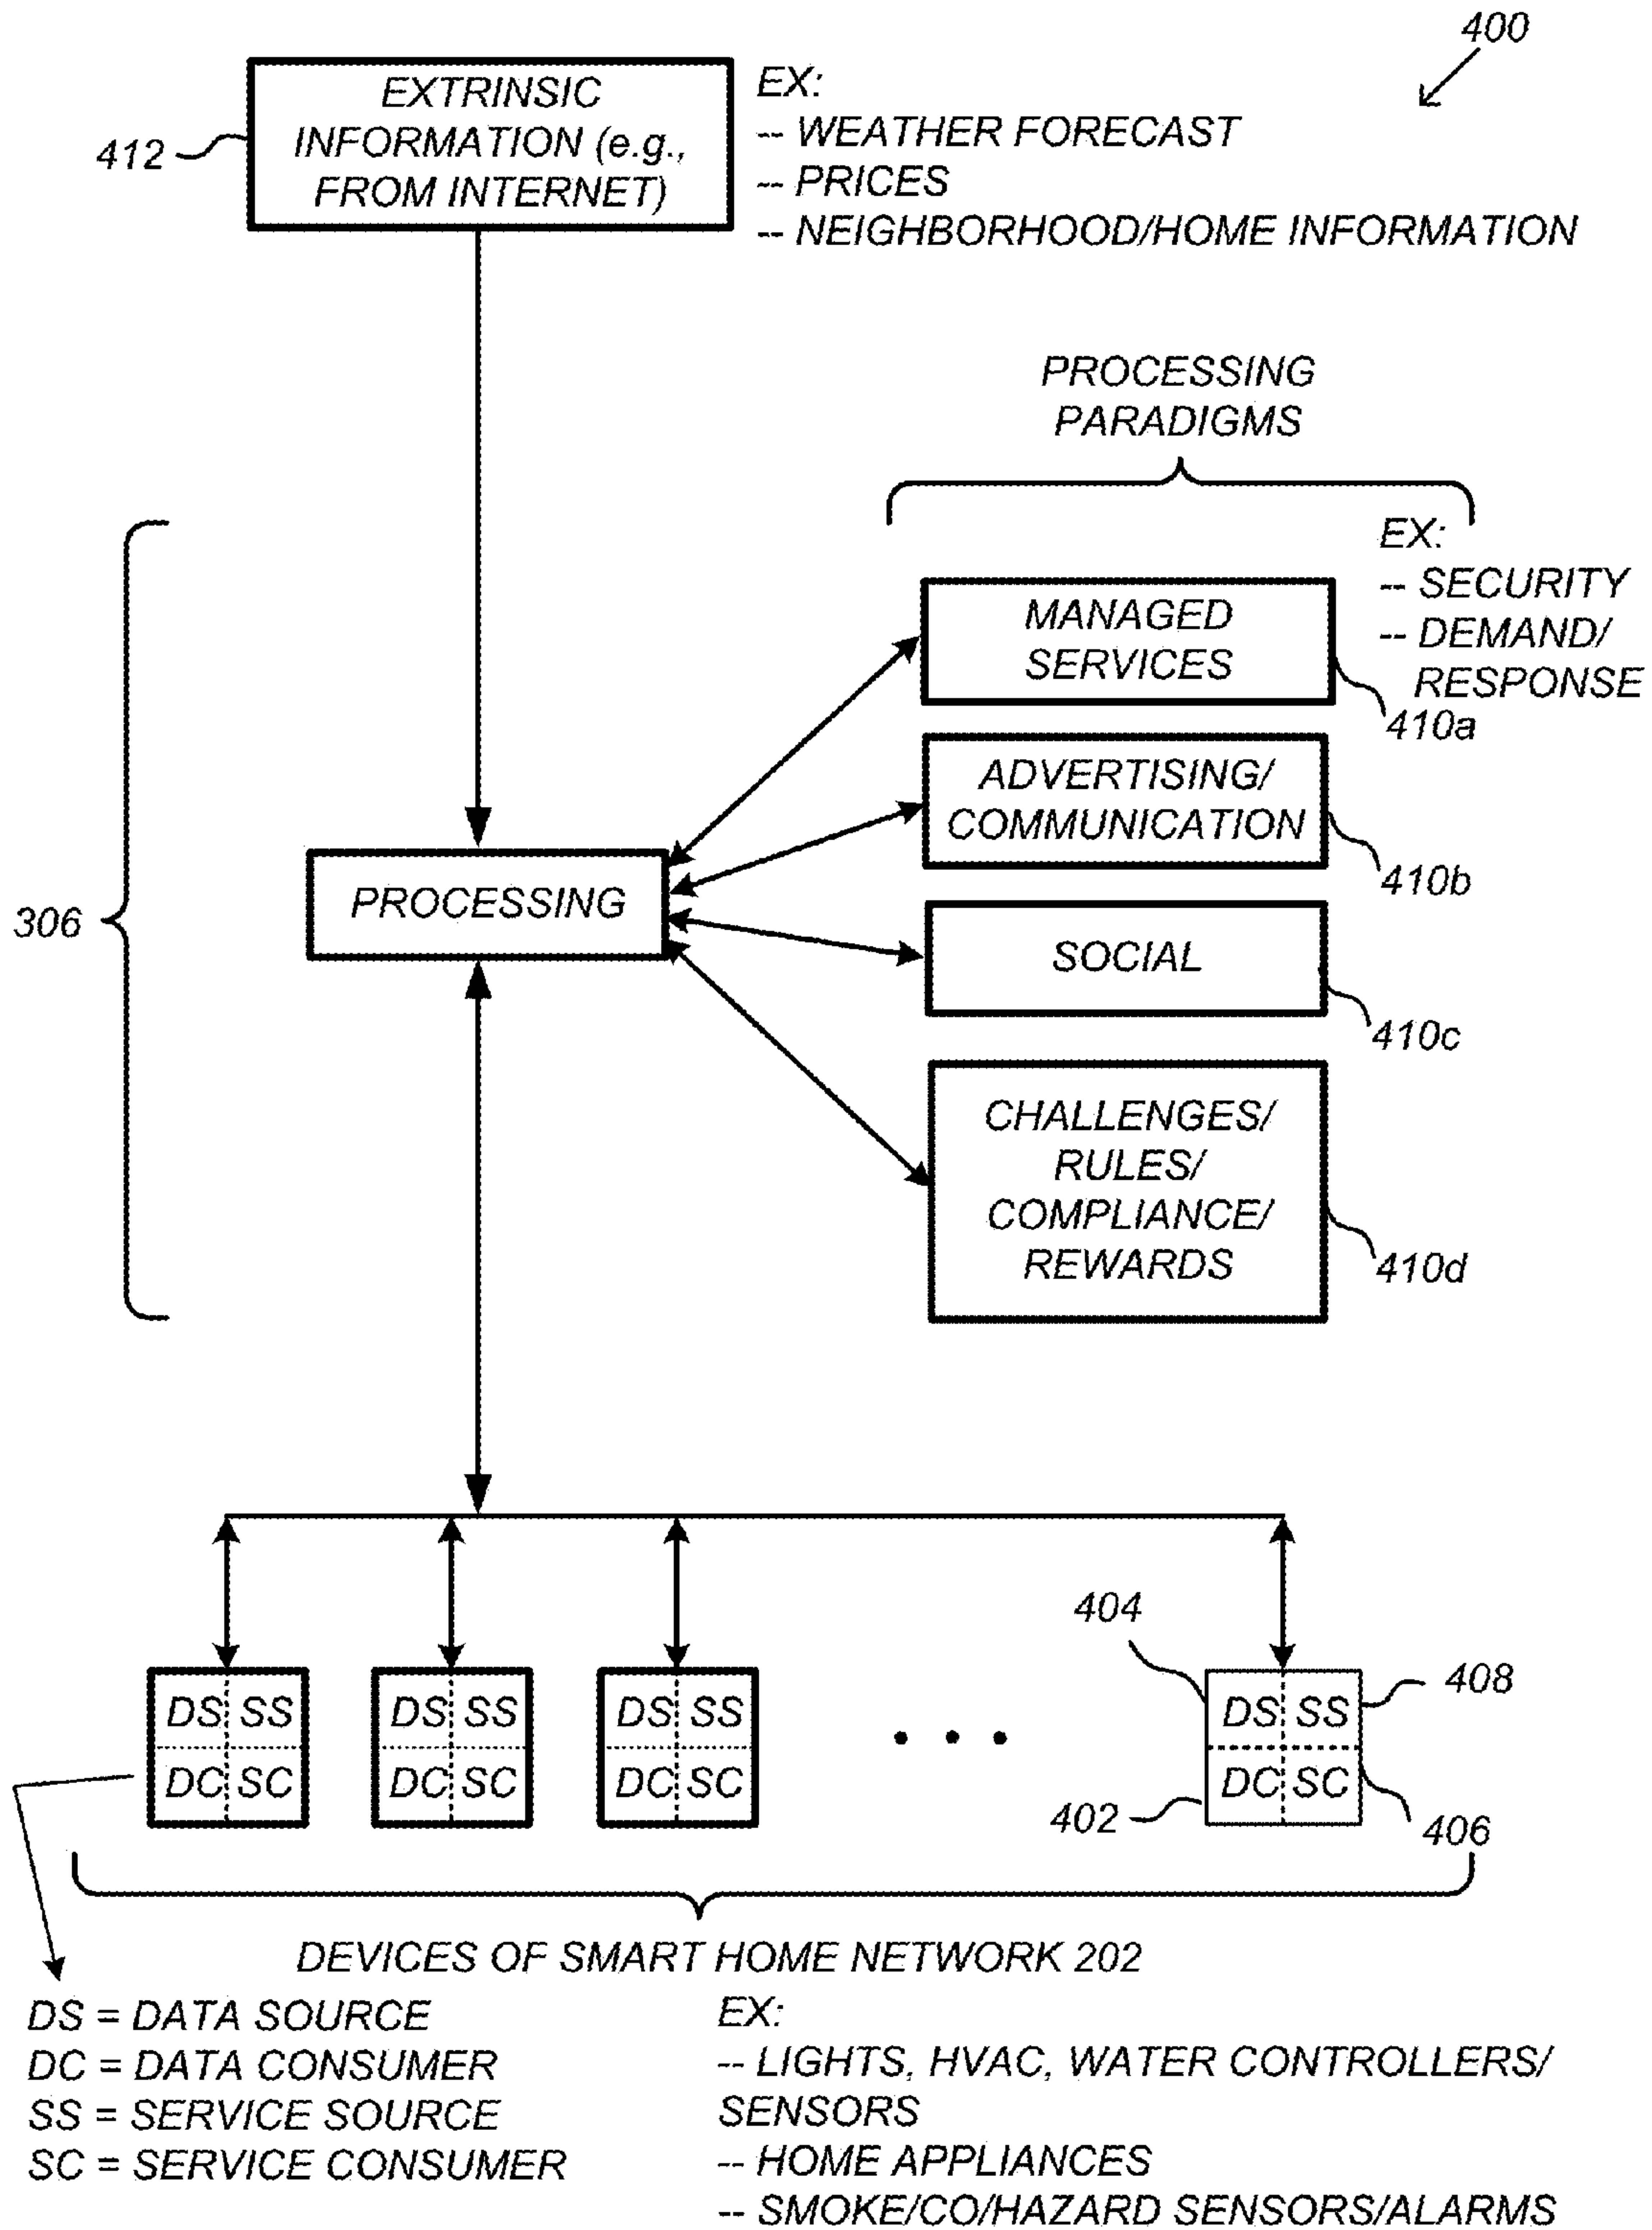 400
EXTRINSIC
INFORMATION (e.g.,
FROM INTERNET)
412
EX:
-- WEATHER FORECAST
-- PRICES
-- NEIGHBORHOOD/HOME INFORMATION
PROCESSING
PARADIGMS
EX:
-- SECURITY
-- DEMAND/
RESPONSE
MANAGED
SERVICES
410a
ADVERTISING/
COMMUNICATION
410b
306
PROCESSING
SOCIAL
410c
CHALLENGES/
RULES/
COMPLIANCE/
REWARDS
410d
404
408
DS SS
DC SC
DS SS
DC SC
DS SS
DC SC
. . .
DS SS
DC SC
402
406
DEVICES OF SMART HOME NETWORK 202
DS = DATA SOURCE
DC = DATA CONSUMER
SS = SERVICE SOURCE
SC = SERVICE CONSUMER
EX:
-- LIGHTS, HVAC, WATER CONTROLLERS/
SENSORS
-- HOME APPLIANCES
-- SMOKE/CO/HAZARD SENSORS/ALARMS